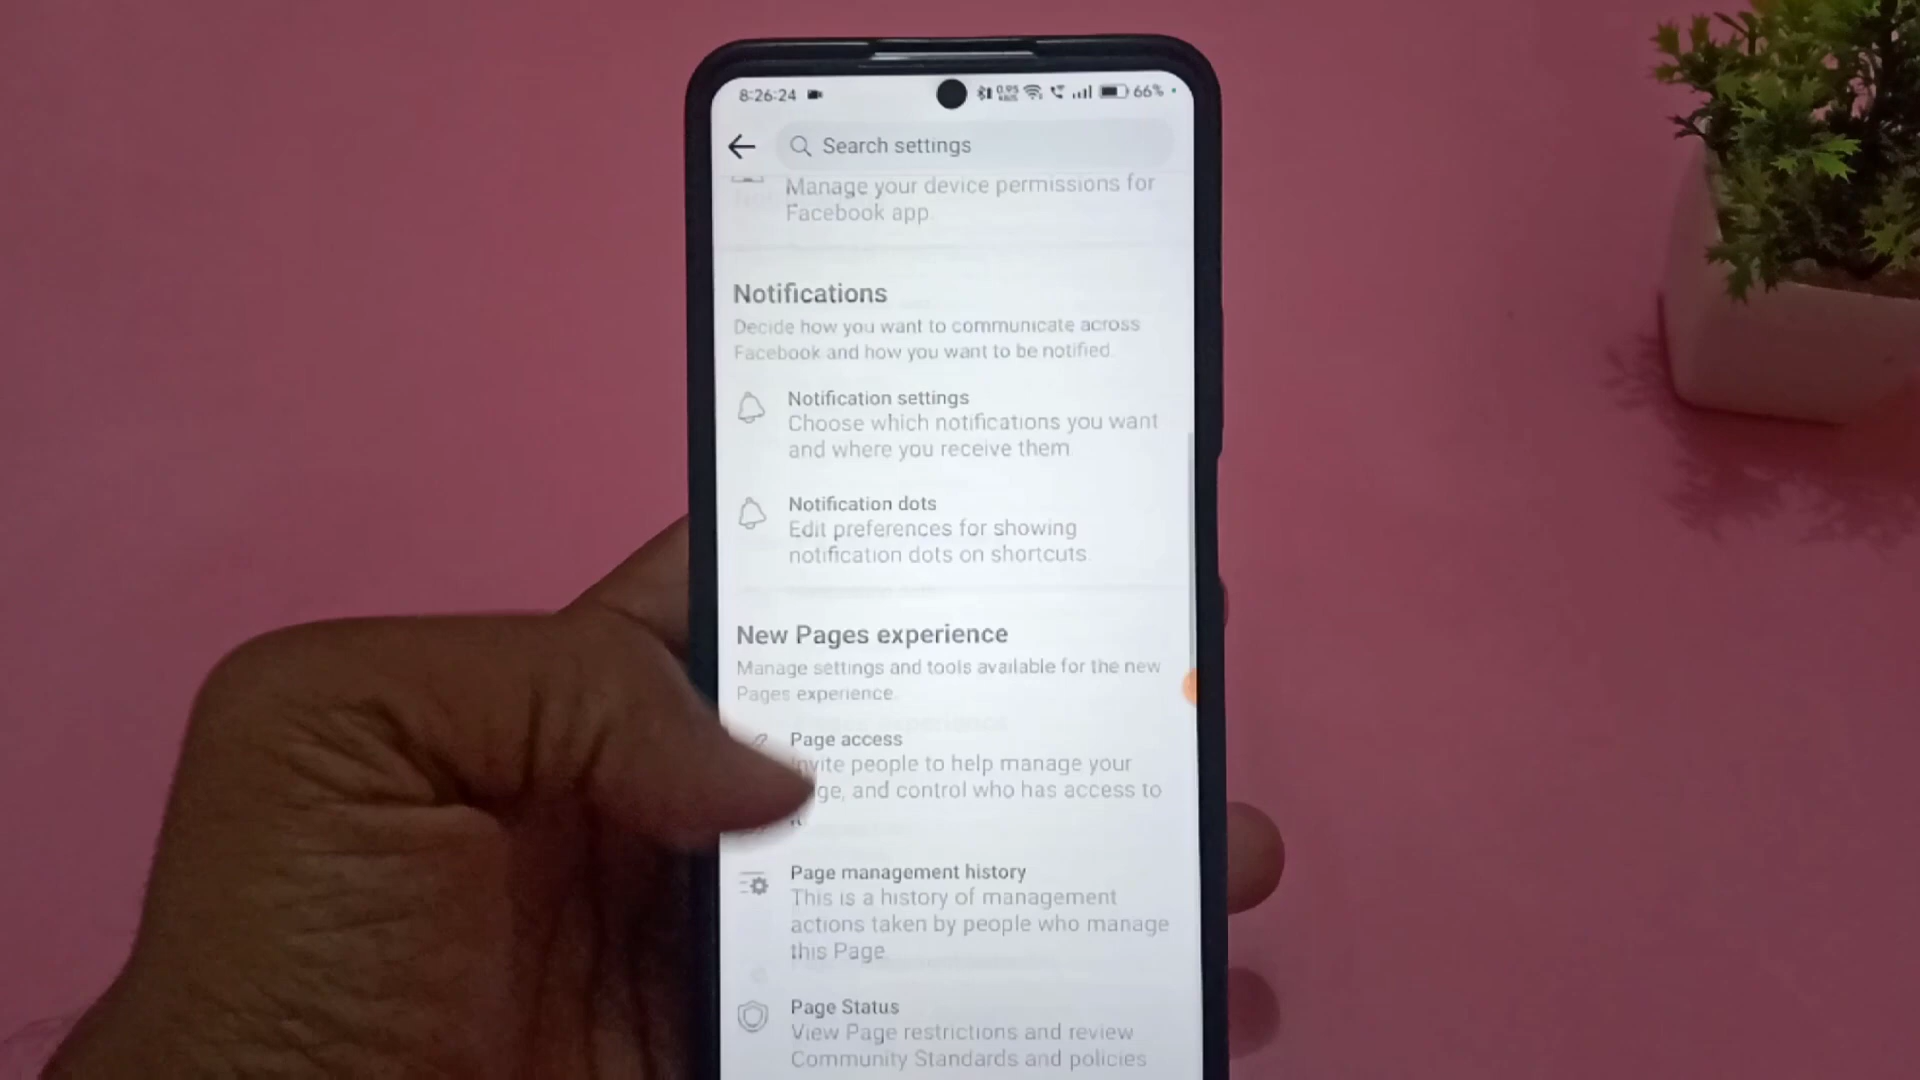 8:26:24 0.95 66%
Search settings
Manage your device permissions for
Facebook app.
Notifications
Decide how you want to communicate across
Facebook and how you want to be notified.
Notification settings
Choose which notifications you want
and where you receive them
Notification dots
Edit preferences for showing
notification dots on shortcuts.
New Pages experience
Manage settings and tools available for the new
Pages experience.
Page access
Invite people to help manage your
ge, and control who has access to
Page management history
This is a history of management
actions taken by people who manage
this Page
Page Status
View Page restrictions and review
Community Standards and policies